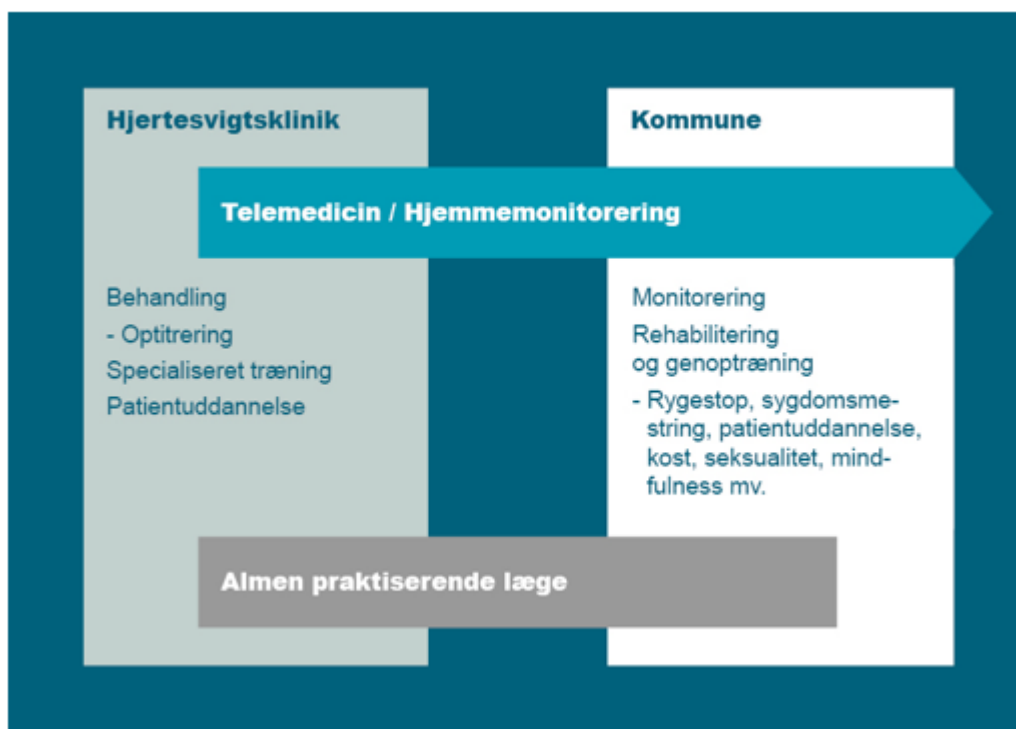 Hjertesvigtsklinik
Kommune
Telemedicin / Hjemmemonitorering
Behandling
- Optitrering
Specialiseret træning
Patientuddannelse
Monitorering
Rehabilitering
og genoptræning
- Rygestop, sygdomsme-
string, patientuddannelse,
kost, seksualitet, mind-
fulness mv.
Almen praktiserende læge